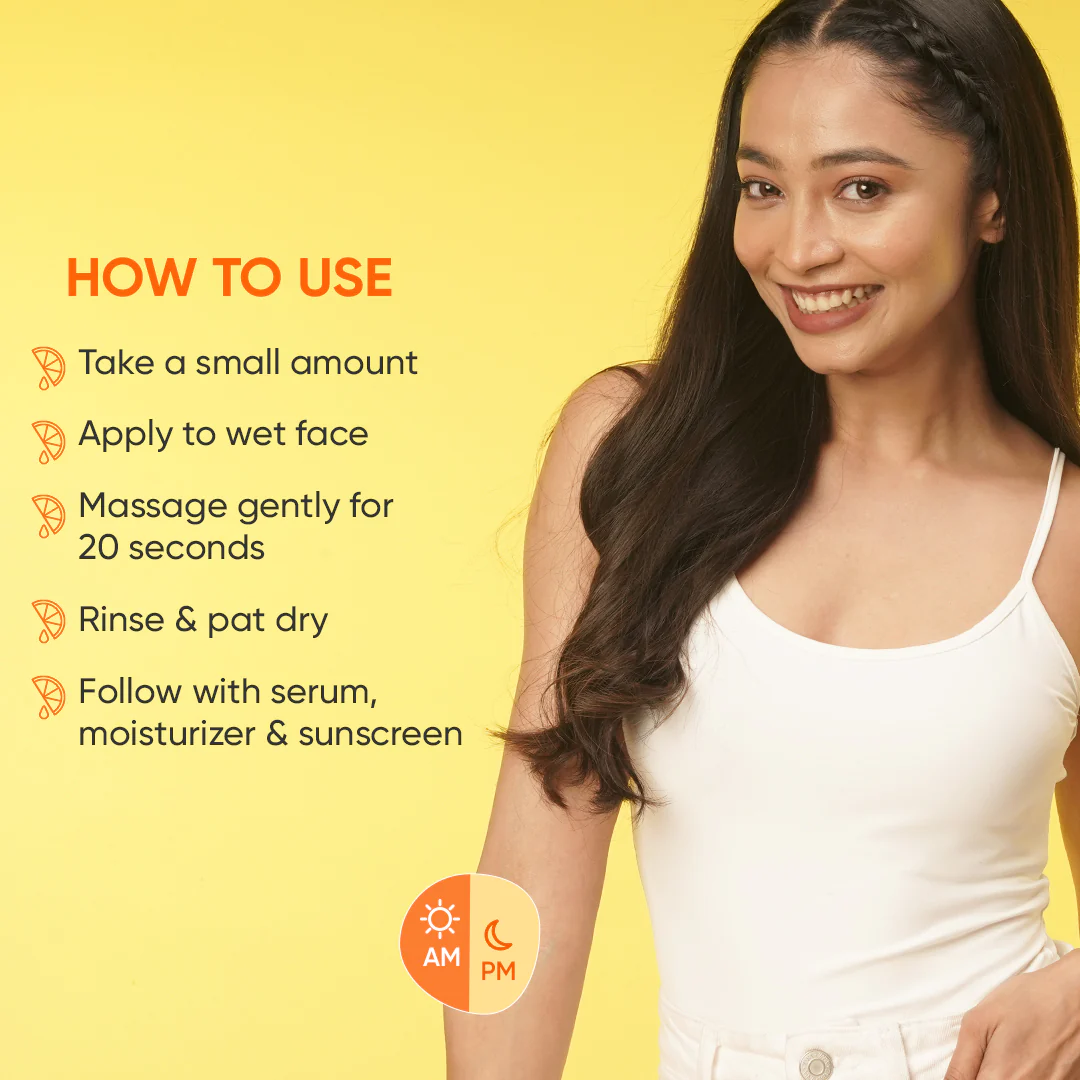 HOW TO USE
Take a small amount
Apply to wet face
Massage gently for
20 seconds
Rinse & pat dry
Follow with serum,
moisturizer & sunscreen
AM
PM